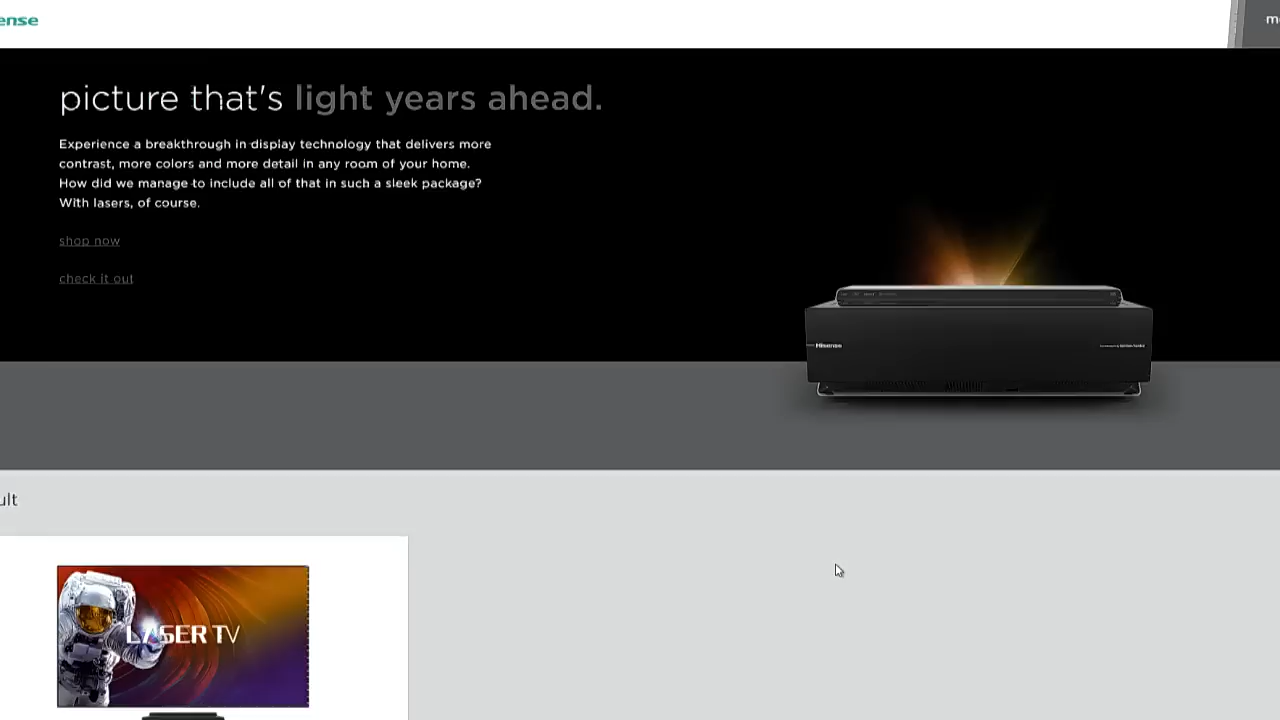 ense
m
picture that's light years ahead.
Experience a breakthrough in display technology that delivers more
contrast, more colors and more detail in any room of your home.
How did we manage to include all of that in such a sleek package?
With lasers, of course.
shop now
check it out
Hisense
ult
LASER TV